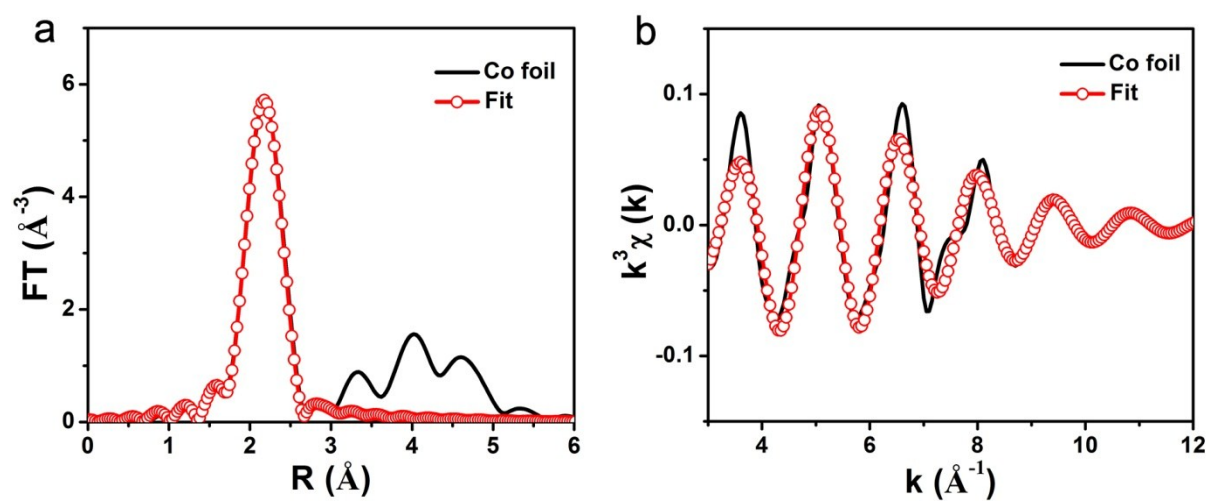 a
Co foil
Fit
FT (Å⁻³)
6
4
2
0
0 1 2 3 4 5 6
R (Å)
b
Co foil
Fit
k³χ (k)
0.1
0.0
-0.1
4 6 8 10 12
k (Å⁻¹)